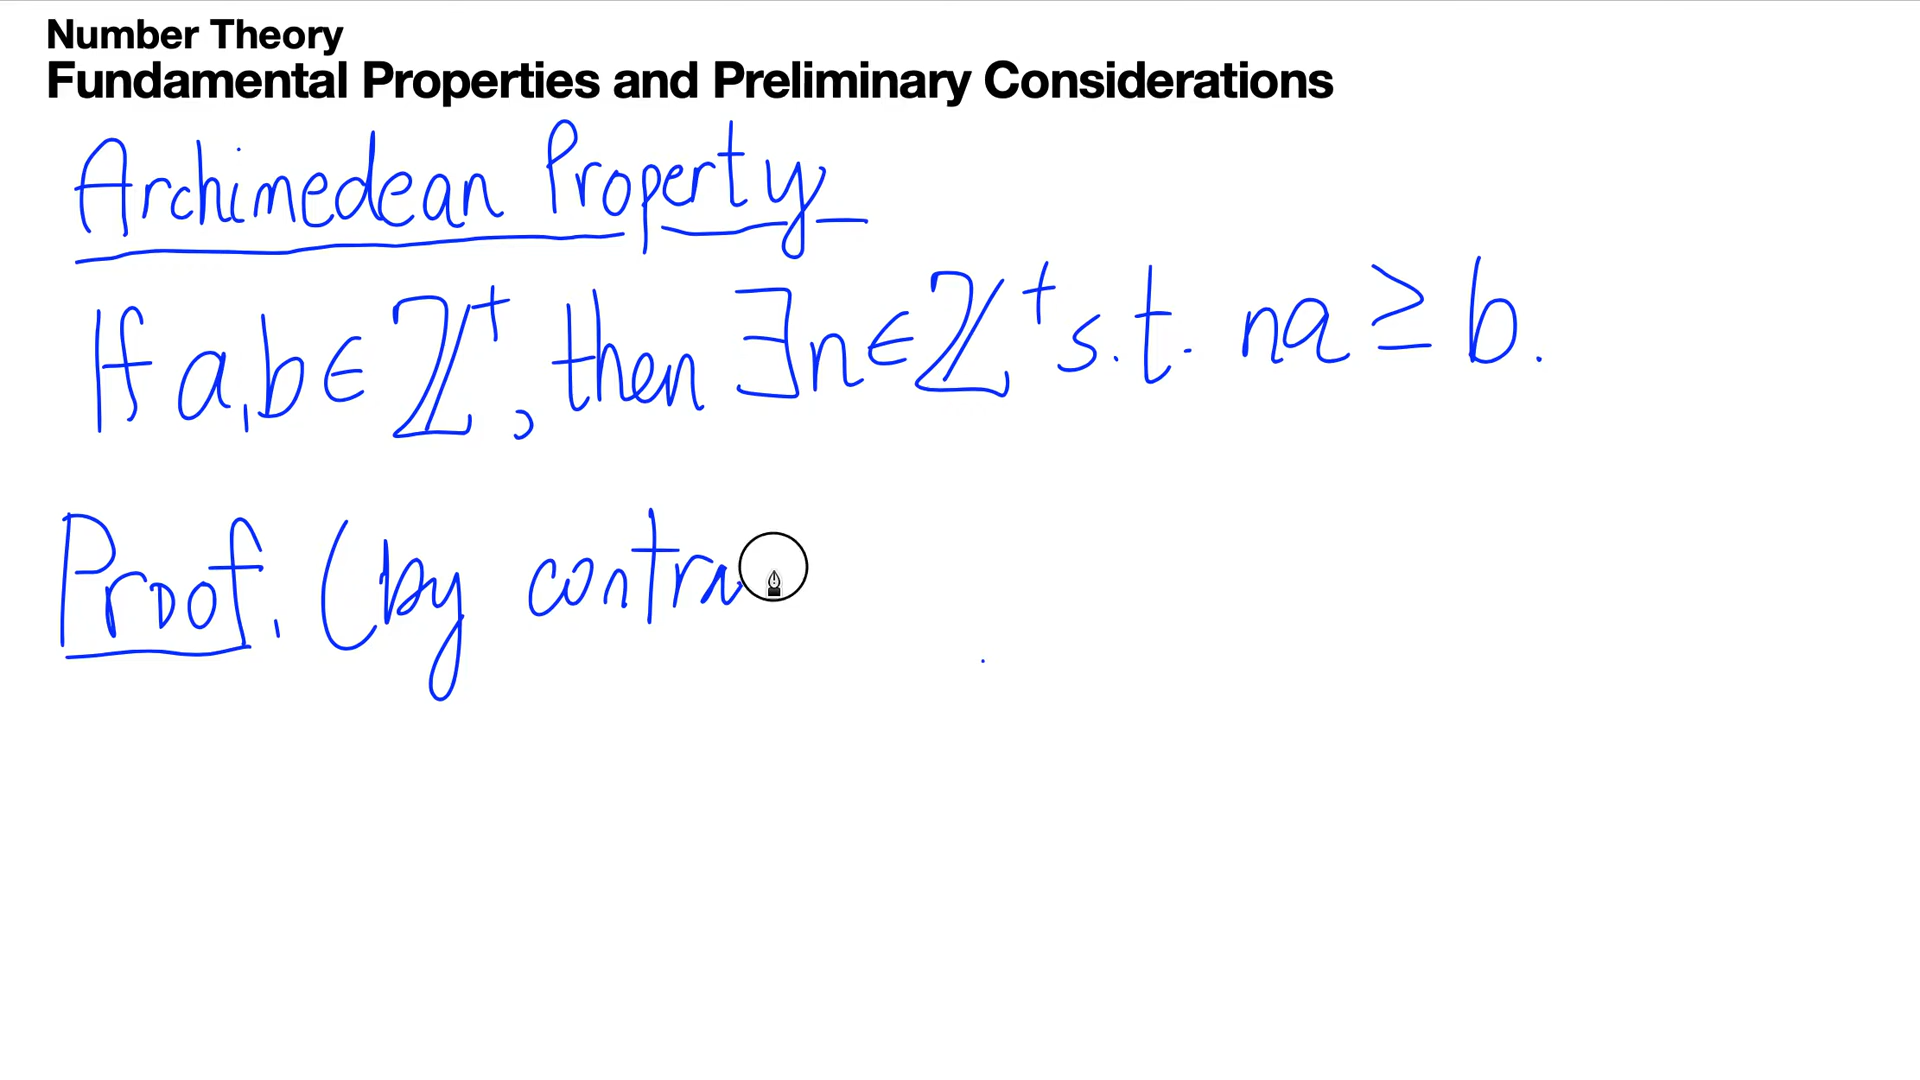 Number Theory
Fundamental Properties and Preliminary Considerations
Archimedean Property
If a,b∈ℤ⁺, then ∃n∈ℤ⁺ s.t. na ≥ b.
Proof. (by contra